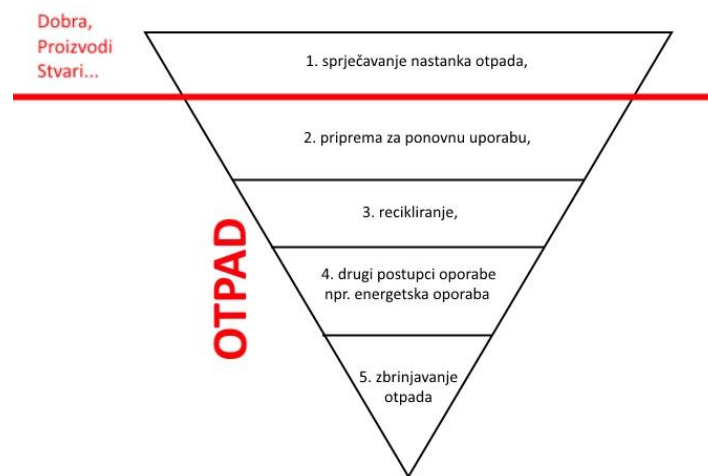 Dobra,
Proizvodi
Stvari...
1. sprječavanje nastanka otpada,
2. priprema za ponovnu uporabu,
3. recikliranje,
4. drugi postupci oporabe
npr. energetska oporaba
OTPAD
5. zbrinjavanje
otpada